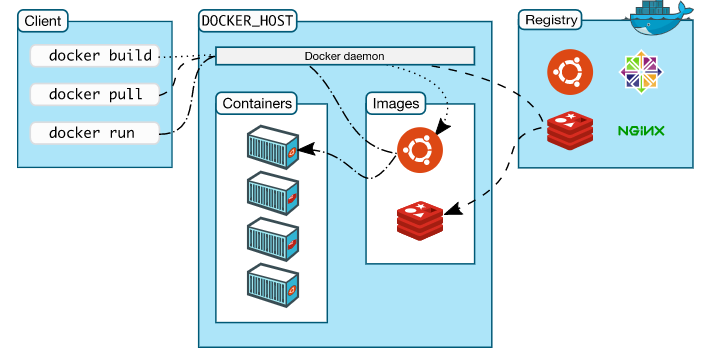 Client
docker build
docker pull
docker run
DOCKER_HOST
Docker daemon
Containers
Images
Registry
NGINX